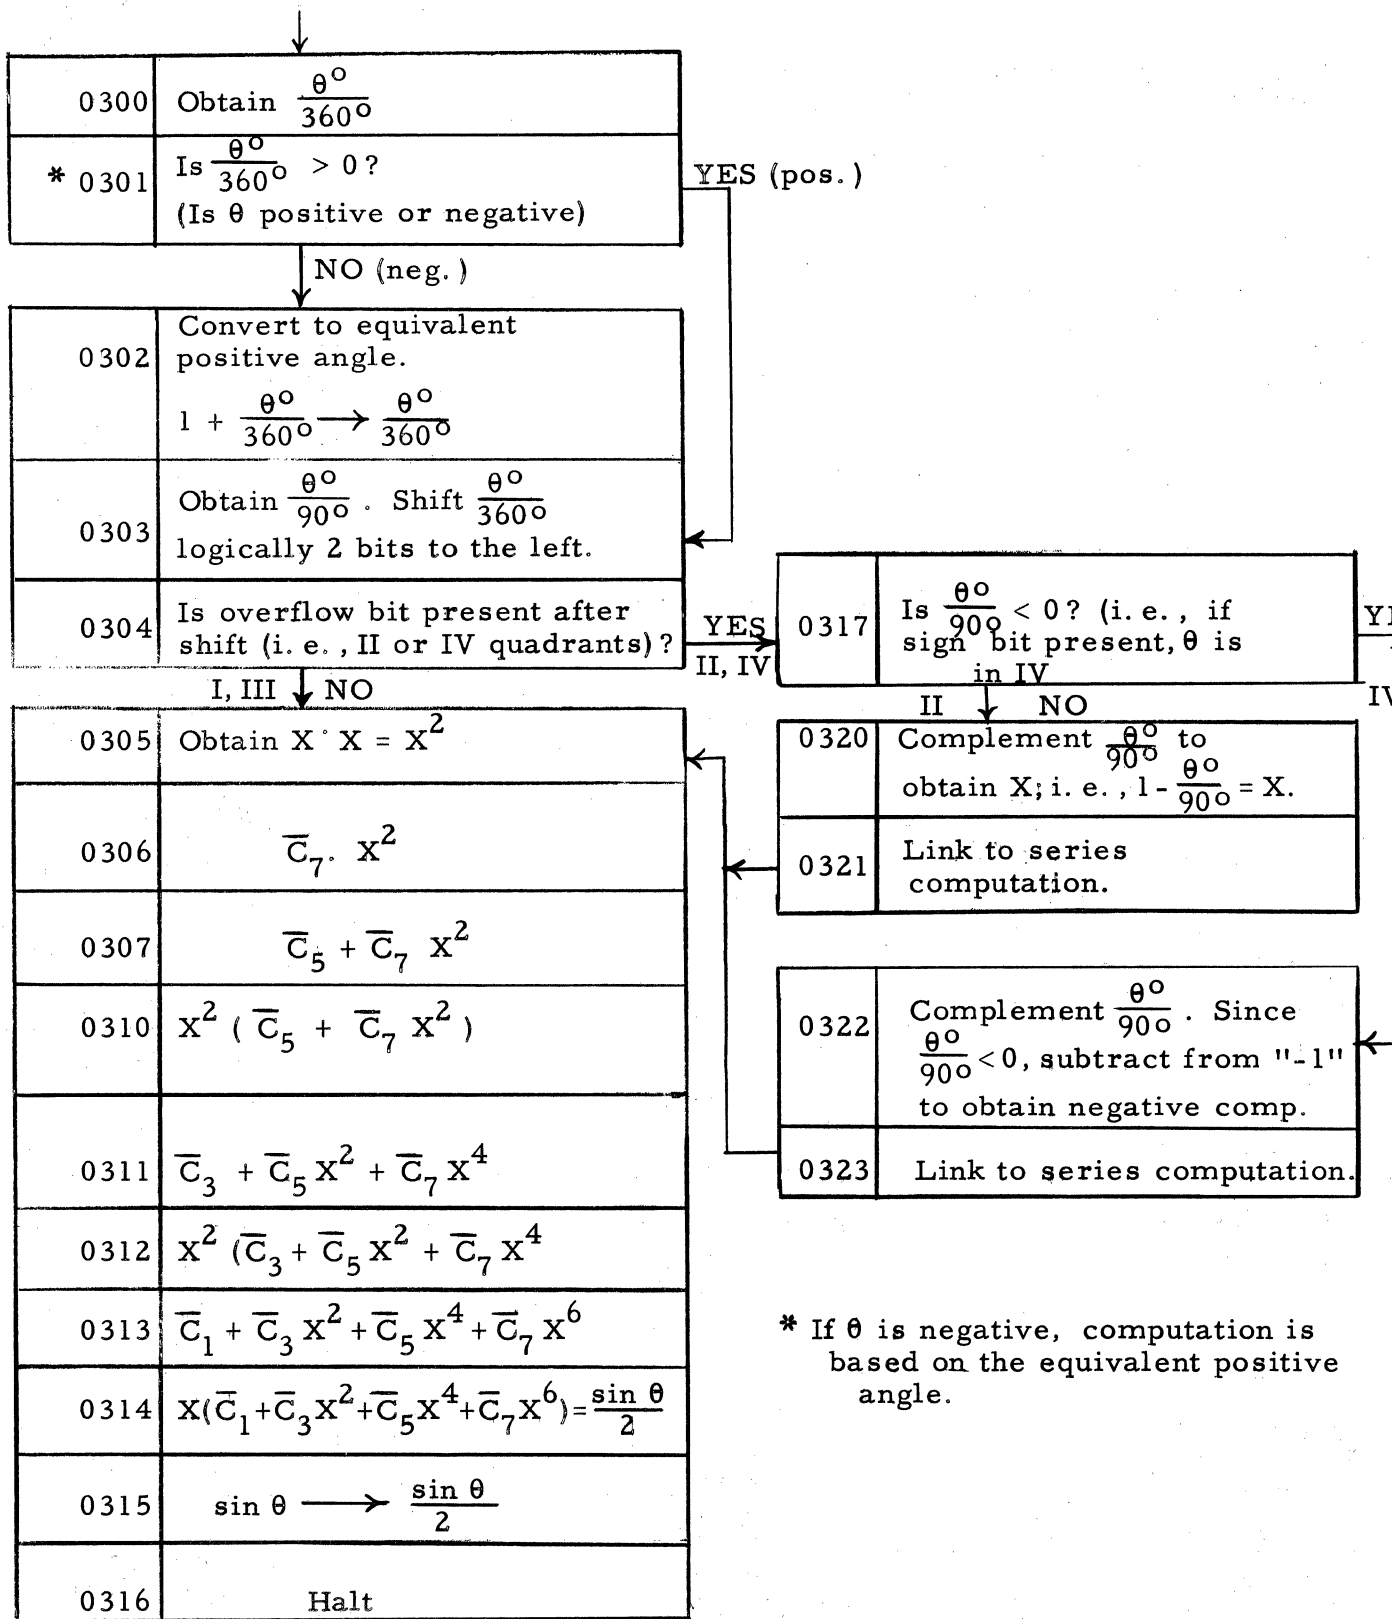 0300 Obtain θ°/360°
* 0301 Is θ°/360° > 0?
(Is θ positive or negative)
YES (pos.)
NO (neg.)
0302 Convert to equivalent
positive angle.
1 + θ°/360° → θ°/360°
0303 Obtain θ°/90°. Shift θ°/360°
logically 2 bits to the left.
0304 Is overflow bit present after
shift (i.e., II or IV quadrants)?
YES
II, IV
I, III NO
0305 Obtain X · X = X²
0306 C̅₇. X²
0307 C̅₅ + C̅₇ X²
0310 X² ( C̅₅ + C̅₇ X² )
0311 C̅₃ + C̅₅ X² + C̅₇ X⁴
0312 X² (C̅₃ + C̅₅ X² + C̅₇ X⁴
0313 C̅₁ + C̅₃ X² + C̅₅ X⁴ + C̅₇ X⁶
0314 X(C̅₁+C̅₃X²+C̅₅X⁴+C̅₇X⁶)= sin θ/2
0315 sin θ → sin θ/2
0316 Halt
0317 Is θ°/90° < 0? (i.e., if
sign bit present, θ is
in IV
YE
IV
II NO
0320 Complement θ°/90° to
obtain X; i.e., 1-θ°/90° = X.
0321 Link to series
computation.
0322 Complement θ°/90°. Since
θ°/90° <0, subtract from "-1"
to obtain negative comp.
0323 Link to series computation.
* If θ is negative, computation is
based on the equivalent positive
angle.